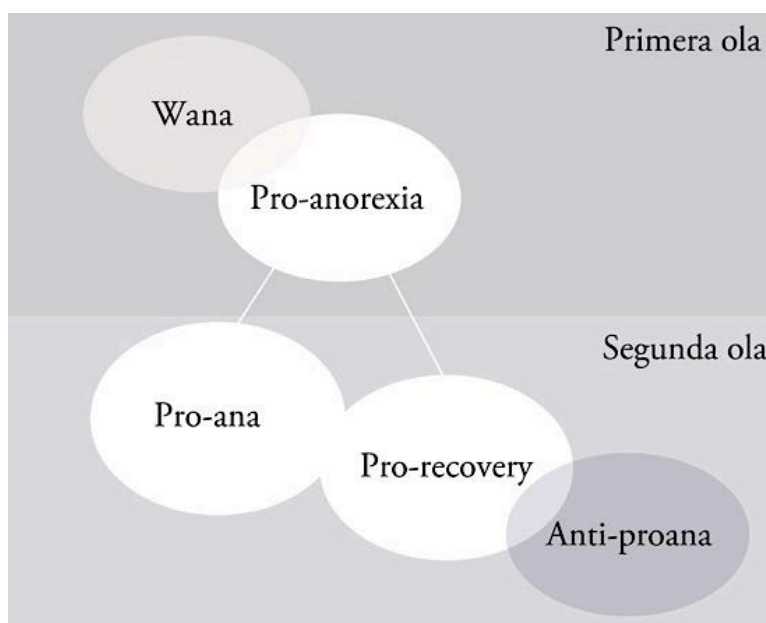 Primera ola
Wana
Pro-anorexia
Segunda ola
Pro-ana
Pro-recovery
Anti-proana